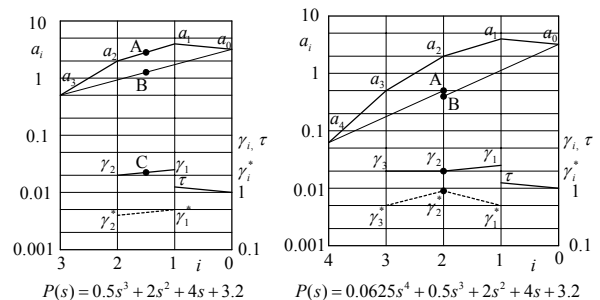 10
a_i
1
0.1
0.01
0.001
a_3
a_2
A
a_1
a_0
B
C
γ_2
γ_1
τ
γ_2^*
γ_1^*
γ_i, τ
γ_i^*
1
0.1
3
2
1
i
0
P(s) = 0.5s^3 + 2s^2 + 4s + 3.2
10
a_i
1
0.1
0.01
0.001
a_4
a_3
a_2
a_1
a_0
A
B
γ_3
γ_2
γ_1
τ
γ_3^*
γ_2^*
γ_1^*
γ_i, τ
γ_i^*
1
0.1
4
3
2
1
i
0
P(s) = 0.0625s^4 + 0.5s^3 + 2s^2 + 4s + 3.2